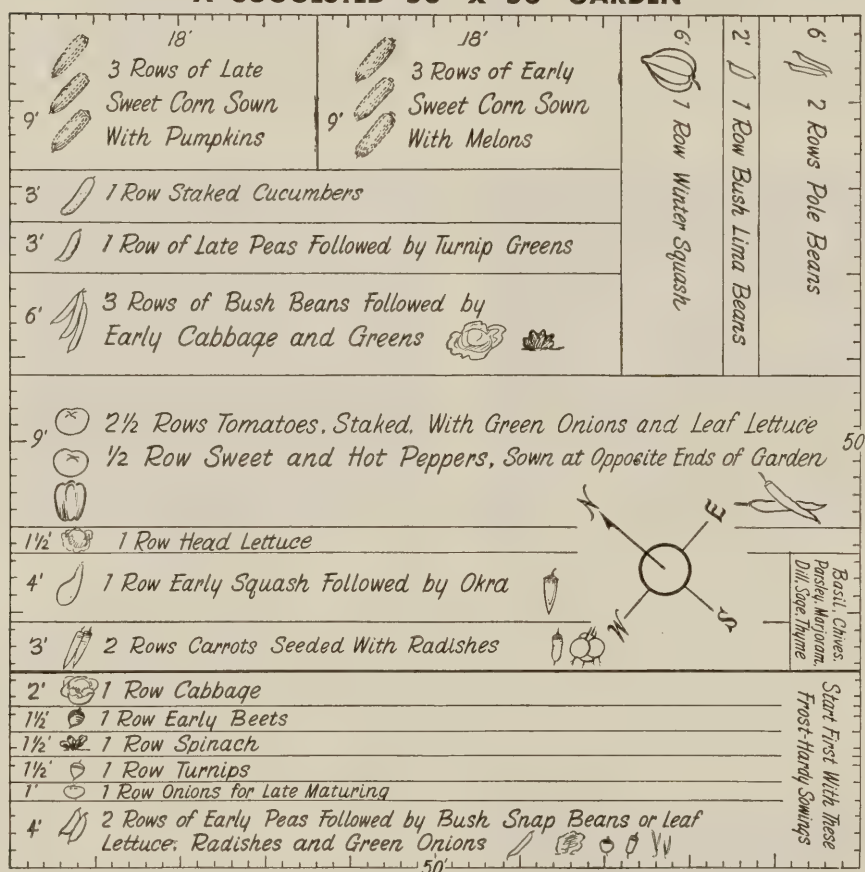 A SUGGESTED 50' X 50' GARDEN
18'
9'
3 Rows of Late
Sweet Corn Sown
With Pumpkins
18'
9'
3 Rows of Early
Sweet Corn Sown
With Melons
6'
1 Row Winter Squash
2'
1 Row Bush Lima Beans
6'
2 Rows Pole Beans
3' 1 Row Staked Cucumbers
3' 1 Row of Late Peas Followed by Turnip Greens
6' 3 Rows of Bush Beans Followed by
Early Cabbage and Greens
9' 2½ Rows Tomatoes, Staked, With Green Onions and Leaf Lettuce
½ Row Sweet and Hot Peppers, Sown at Opposite Ends of Garden
50'
N
E
W
S
1½' 1 Row Head Lettuce
4' 1 Row Early Squash Followed by Okra
3' 2 Rows Carrots Seeded With Radishes
Basil, Chives,
Parsley, Marjoram,
Dill, Sage, Thyme
2' 1 Row Cabbage
1½' 1 Row Early Beets
1½' 1 Row Spinach
1½' 1 Row Turnips
1' 1 Row Onions for Late Maturing
4' 2 Rows of Early Peas Followed by Bush Snap Beans or Leaf
Lettuce, Radishes and Green Onions
Start First With These
Frost-Hardy Sowings
50'